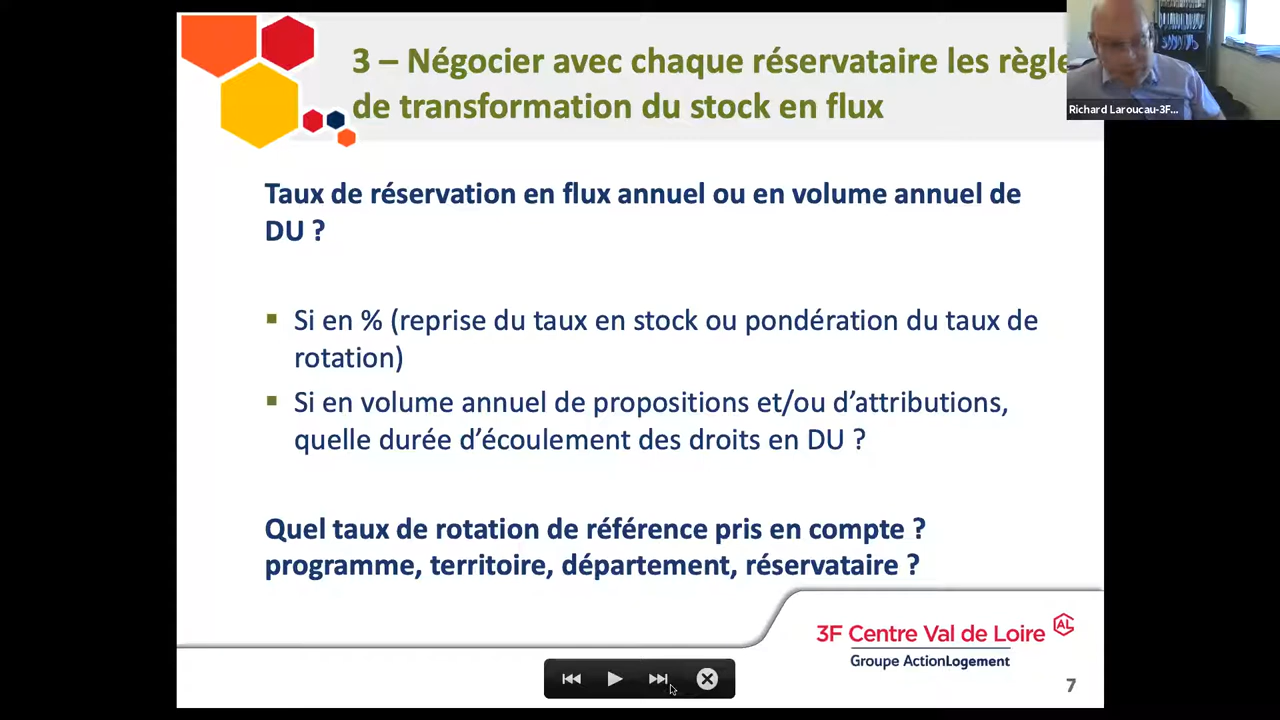 3 – Négocier avec chaque réservataire les règle
de transformation du stock en flux
Richard Laroucau-3F...
Taux de réservation en flux annuel ou en volume annuel de
DU ?
▪ Si en % (reprise du taux en stock ou pondération du taux de
rotation)
▪ Si en volume annuel de propositions et/ou d’attributions,
quelle durée d’écoulement des droits en DU ?
Quel taux de rotation de référence pris en compte ?
programme, territoire, département, réservataire ?
3F Centre Val de Loire
AL
Groupe ActionLogement
7